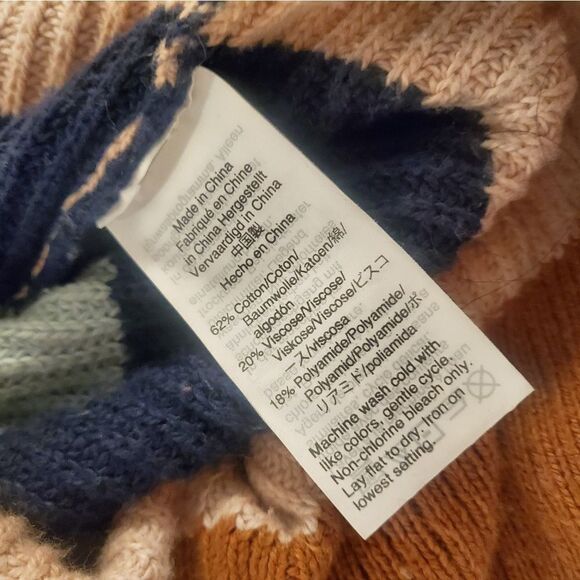 Made in China
Fabriqué en Chine
in China Hergestellt
Vervaardigd in China
中国製
Hecho en China
62% Cotton/Coton/
Baumwolle/Katoen/綿/
algodón
20% Viscose/Viscose/
Viskose/Viscose/ビスコ
ース/viscosa
18% Polyamide/Polyamide/
Polyamid/Polyamide/ポ
リアミド/poliamida
Machine wash cold with
like colors, gentle cycle.
Non-chlorine bleach only.
Lay flat to dry. Iron on
lowest setting.